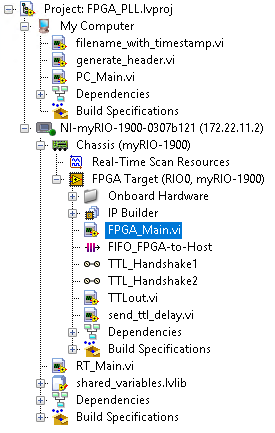 Project: FPGA_PLL.lvproj
My Computer
filename_with_timestamp.vi
generate_header.vi
PC_Main.vi
Dependencies
Build Specifications
NI-myRIO-1900-0307b121 (172.22.11.2)
Chassis (myRIO-1900)
Real-Time Scan Resources
FPGA Target (RIO0, myRIO-1900)
Onboard Hardware
IP Builder
FPGA_Main.vi
FIFO_FPGA-to-Host
TTL_Handshake1
TTL_Handshake2
TTLout.vi
send_ttl_delay.vi
Dependencies
Build Specifications
RT_Main.vi
shared_variables.lvlib
Dependencies
Build Specifications